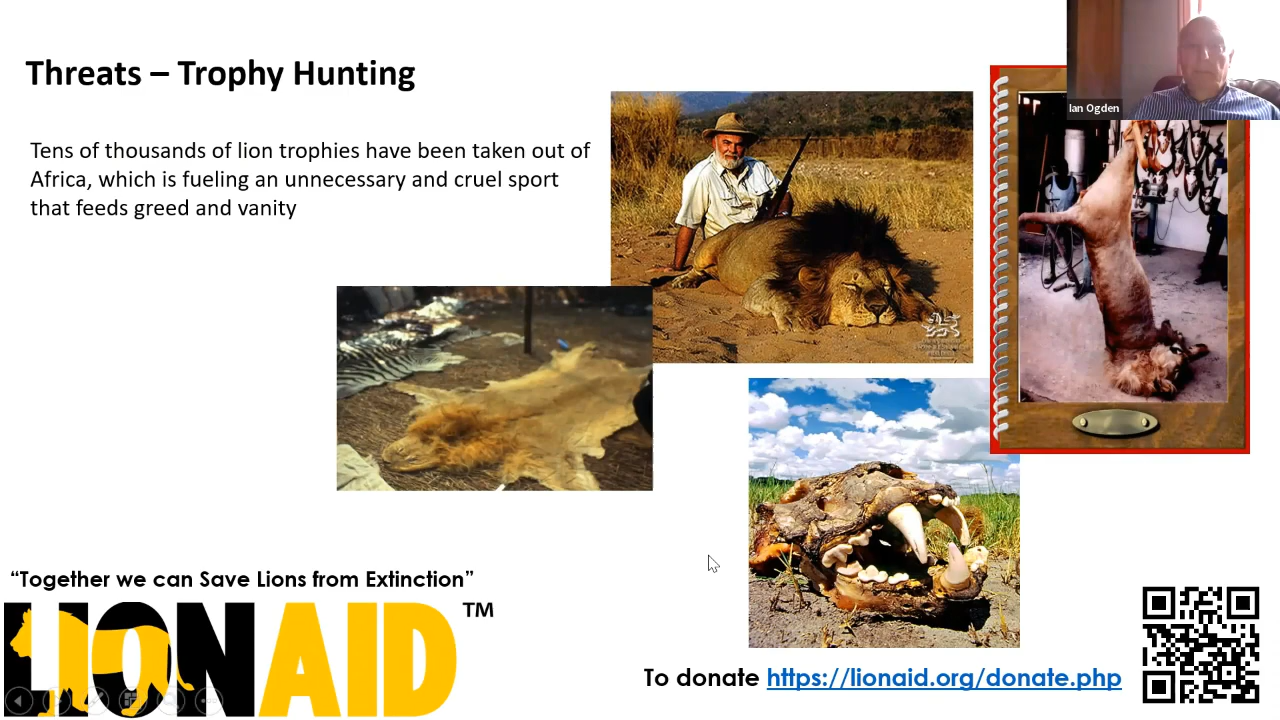 Threats – Trophy Hunting
Ian Ogden
Tens of thousands of lion trophies have been taken out of
Africa, which is fueling an unnecessary and cruel sport
that feeds greed and vanity
“Together we can Save Lions from Extinction”
LIONAID™
To donate https://lionaid.org/donate.php